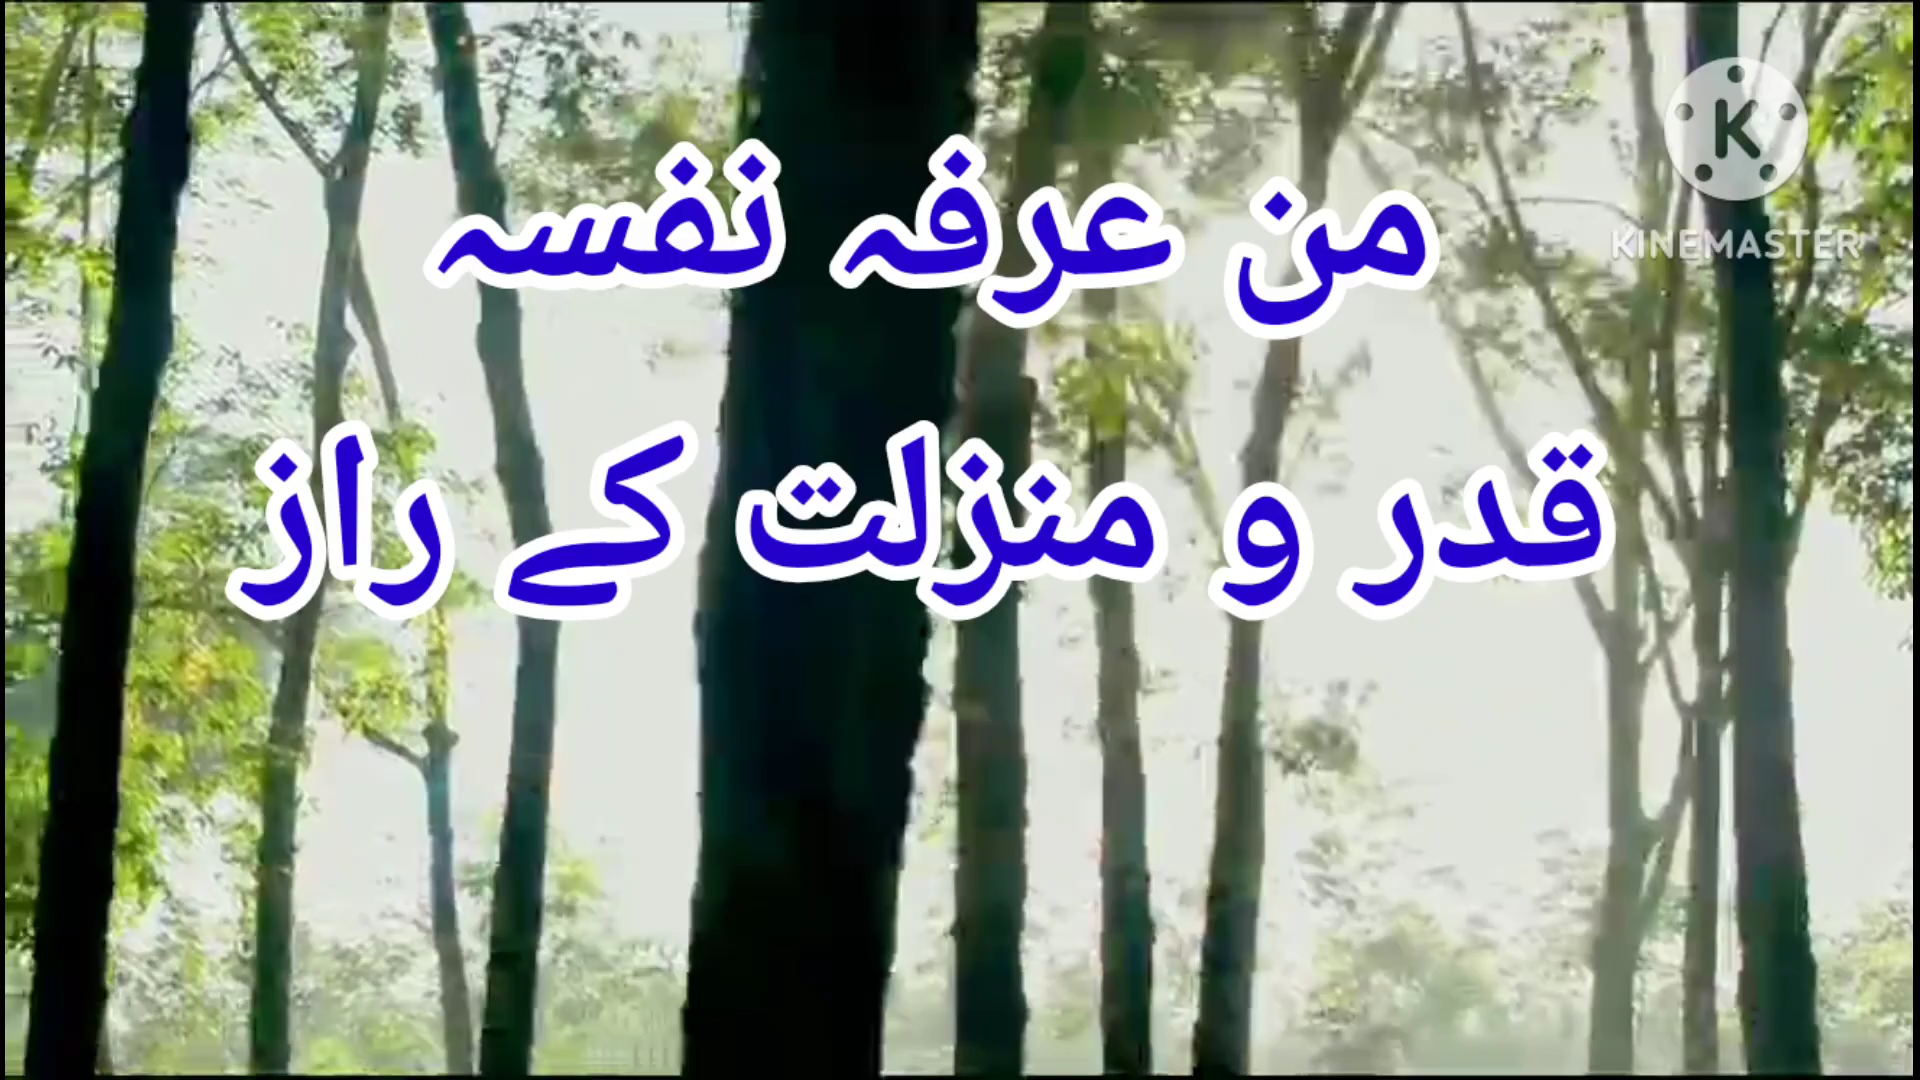 من عرفہ نفسہ
قدر و منزلت کے راز
K
KINEMASTER